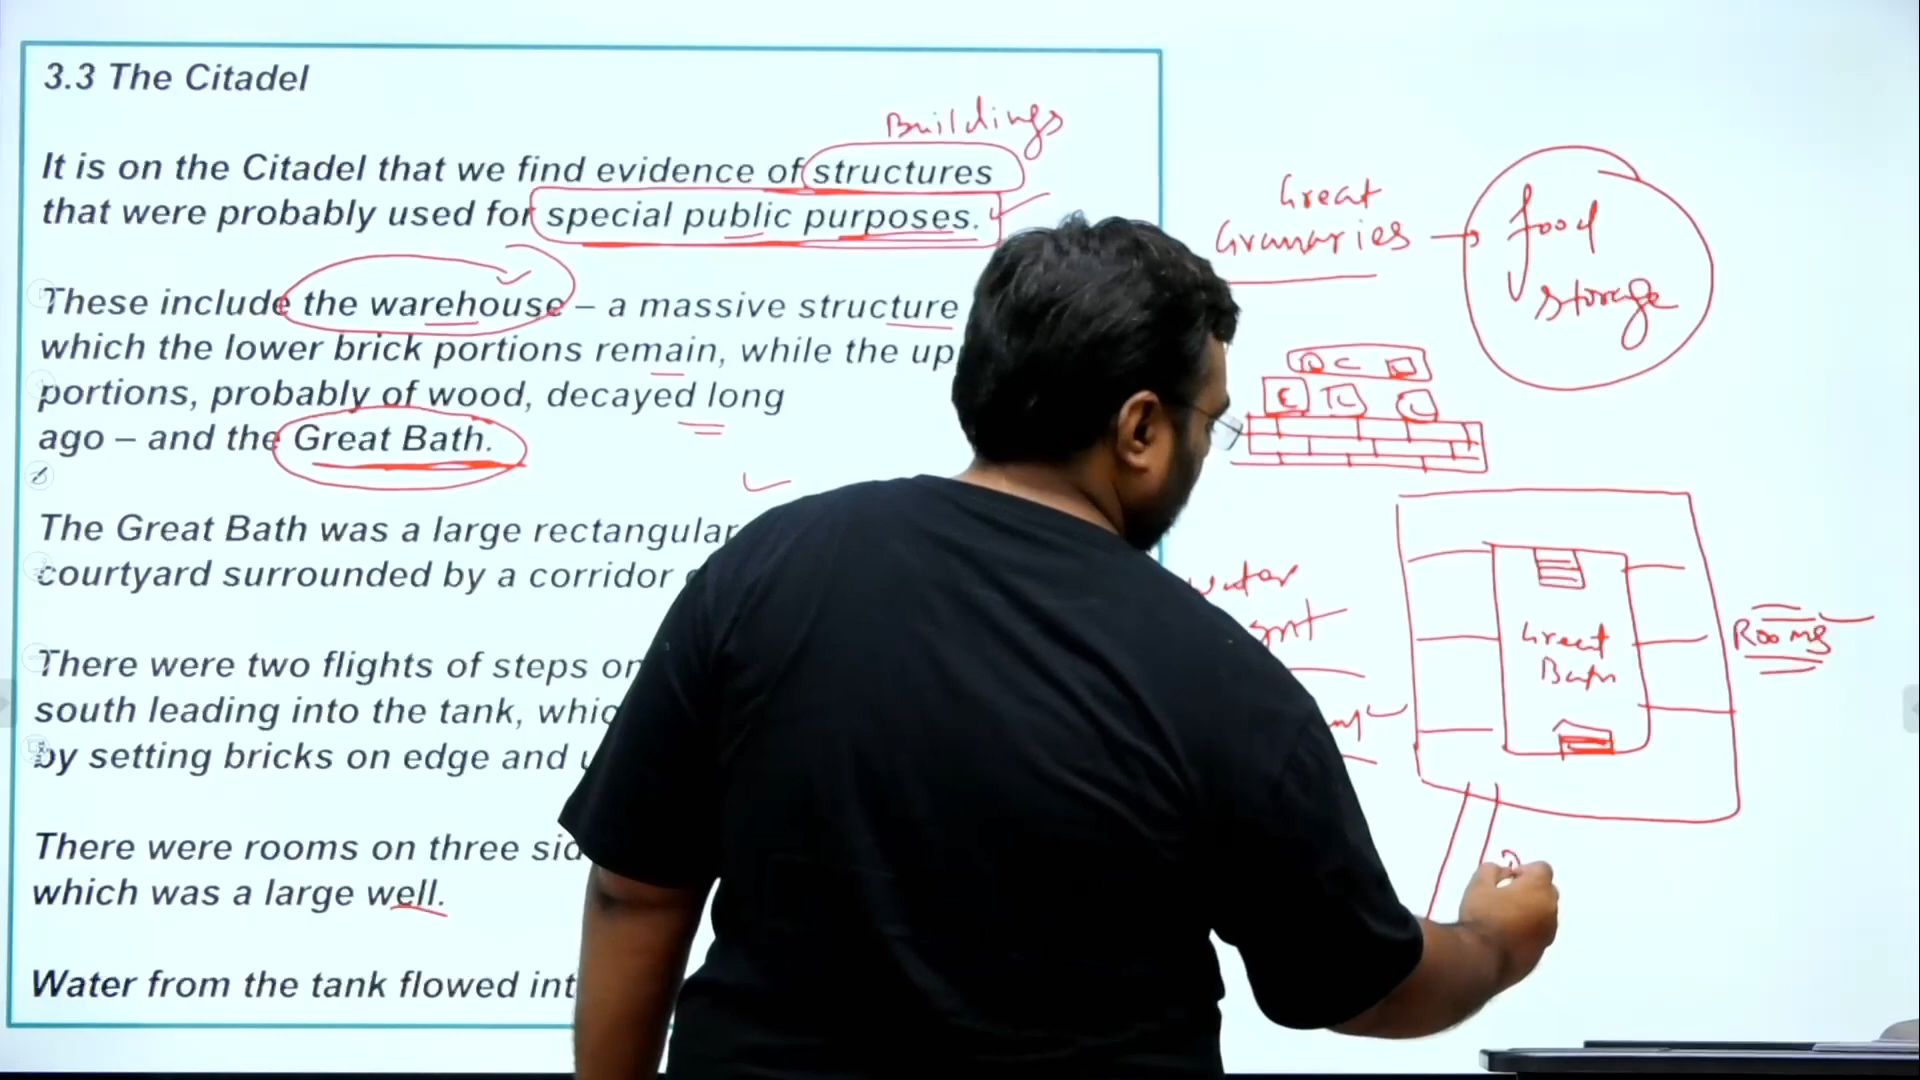 3.3 The Citadel
Buildings
It is on the Citadel that we find evidence of structures
that were probably used for special public purposes.
These include the warehouse – a massive structure
which the lower brick portions remain, while the up
portions, probably of wood, decayed long
ago – and the Great Bath.
The Great Bath was a large rectangular
courtyard surrounded by a corridor
There were two flights of steps on
south leading into the tank, whic
by setting bricks on edge and
There were rooms on three sid
which was a large well.
Water from the tank flowed int
Great
Granaries
food
storage
water
Great
Bath
Rooms